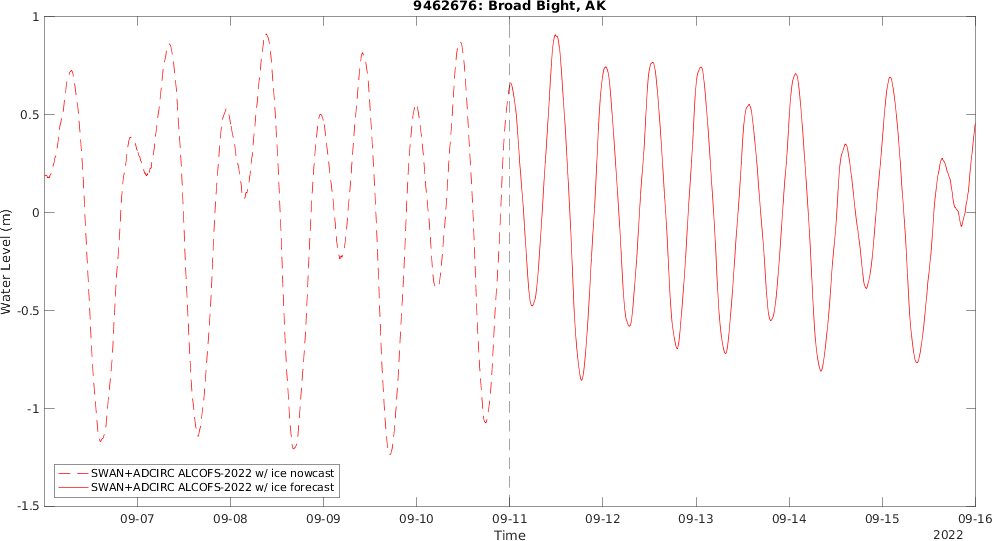 9462676: Broad Bight, AK
1
0.5
0
-0.5
-1
-1.5
Water Level (m)
SWAN+ADCIRC ALCOFS-2022 w/ ice nowcast
SWAN+ADCIRC ALCOFS-2022 w/ ice forecast
09-07 09-08 09-09 09-10 09-11 09-12 09-13 09-14 09-15 09-16
Time
2022